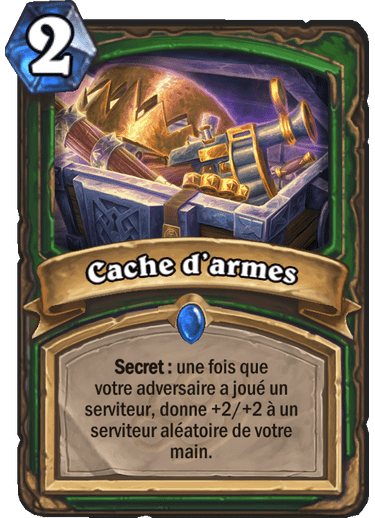 2
Cache d'armes
Secret : une fois que
votre adversaire a joué un
serviteur, donne +2/+2 à un
serviteur aléatoire de votre
main.